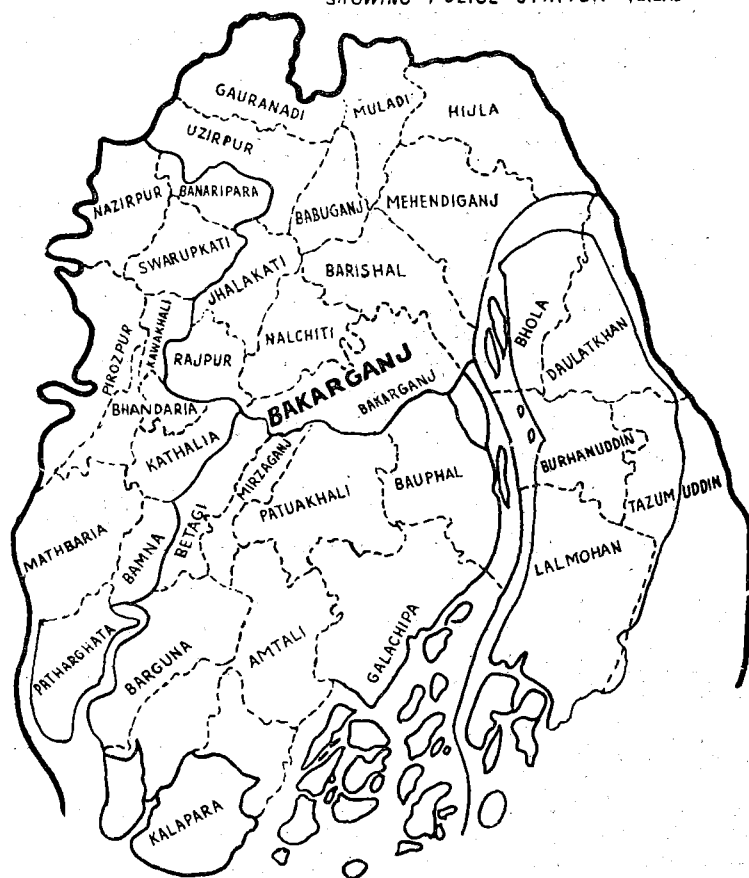 SHOWING POLICE STATION
GAURANADI
MULADI
HIJLA
UZIRPUR
NAZIRPUR
BANARIPARA
BABUGANJ
MEHENDIGANJ
SWARUPKATI
JHALAKATI
BARISHAL
PIROZPUR
KAWAKHALI
RAJPUR
NALCHITI
BHOLA
DAULATKHAN
BAKARGANJ
BAKARGANJ
BHANDARIA
KATHALIA
MIRZAGANJ
PATUAKHALI
BAUPHAL
BURHANUDDIN
TAZUMUDDIN
MATHBARIA
BAMNA
BETAGI
LALMOHAN
PATHARGHATA
BARGUNA
AMTALI
GALACHIPA
KALAPARA